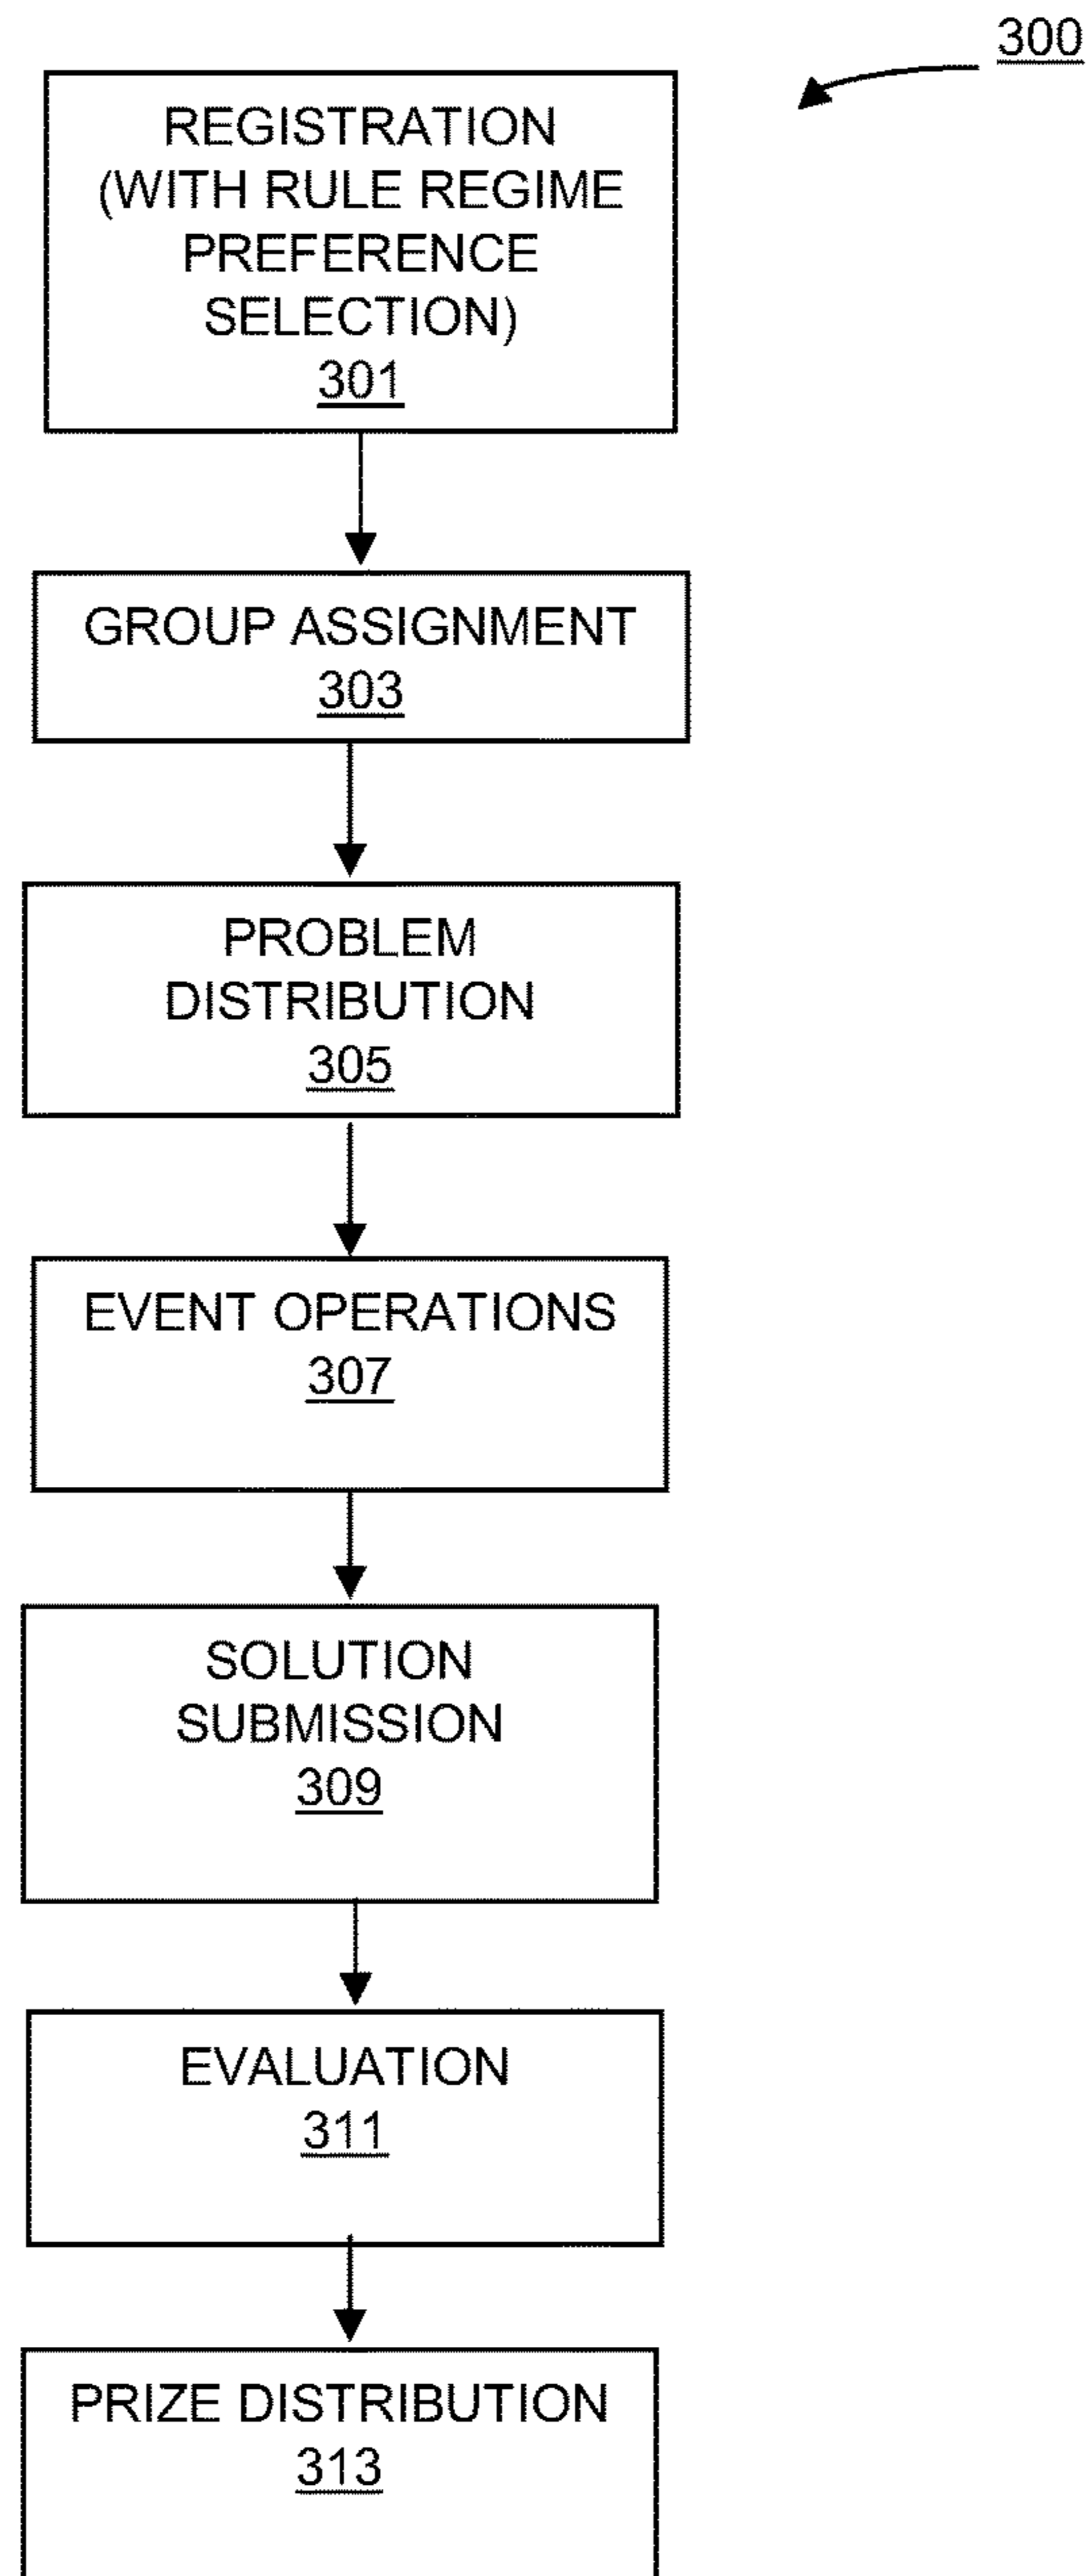 300
REGISTRATION
(WITH RULE REGIME
PREFERENCE
SELECTION)
301
GROUP ASSIGNMENT
303
PROBLEM
DISTRIBUTION
305
EVENT OPERATIONS
307
SOLUTION
SUBMISSION
309
EVALUATION
311
PRIZE DISTRIBUTION
313